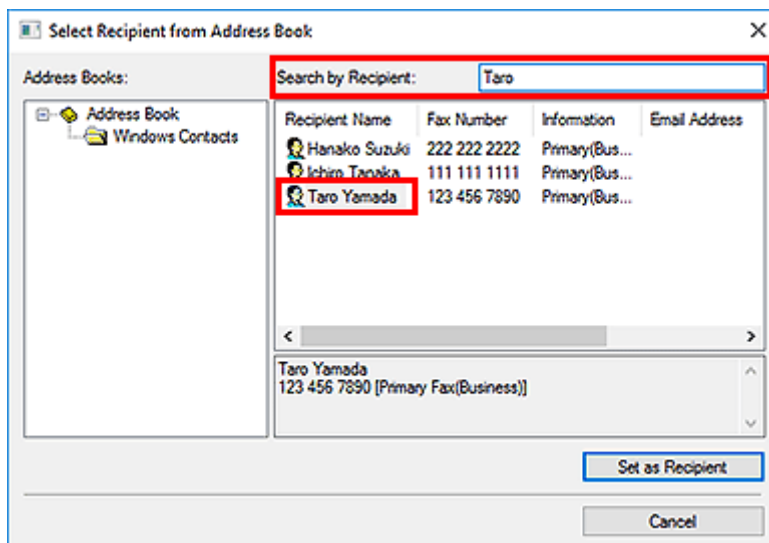 Select Recipient from Address Book
Address Books:
Search by Recipient: Taro
Address Book
Windows Contacts
Recipient Name Fax Number Information Email Address
Hanako Suzuki 222 222 2222 Primary(Bus...
Ichiro Tanaka 111 111 1111 Primary(Bus...
Taro Yamada 123 456 7890 Primary(Bus...
Taro Yamada
123 456 7890 [Primary Fax(Business)]
Set as Recipient
Cancel